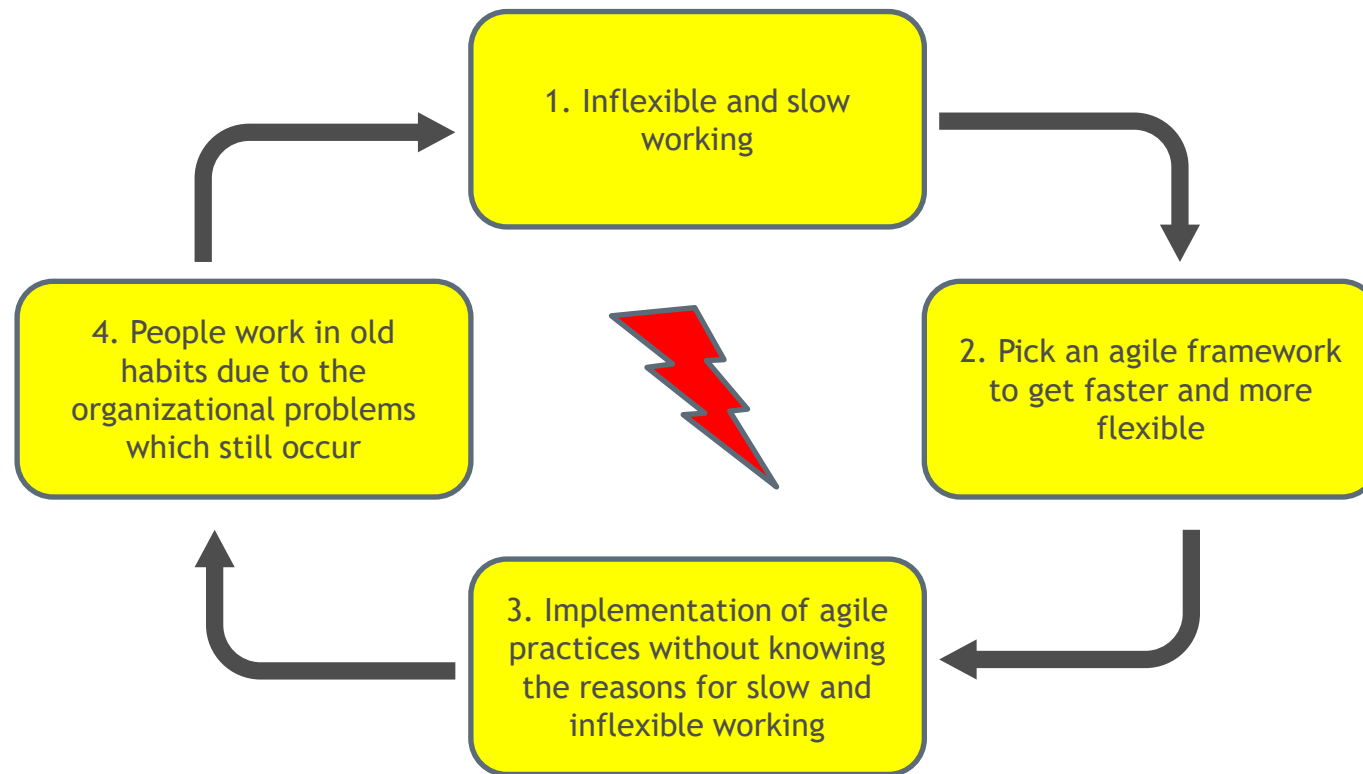 1. Inflexible and slow
working
2. Pick an agile framework
to get faster and more
flexible
3. Implementation of agile
practices without knowing
the reasons for slow and
inflexible working
4. People work in old
habits due to the
organizational problems
which still occur